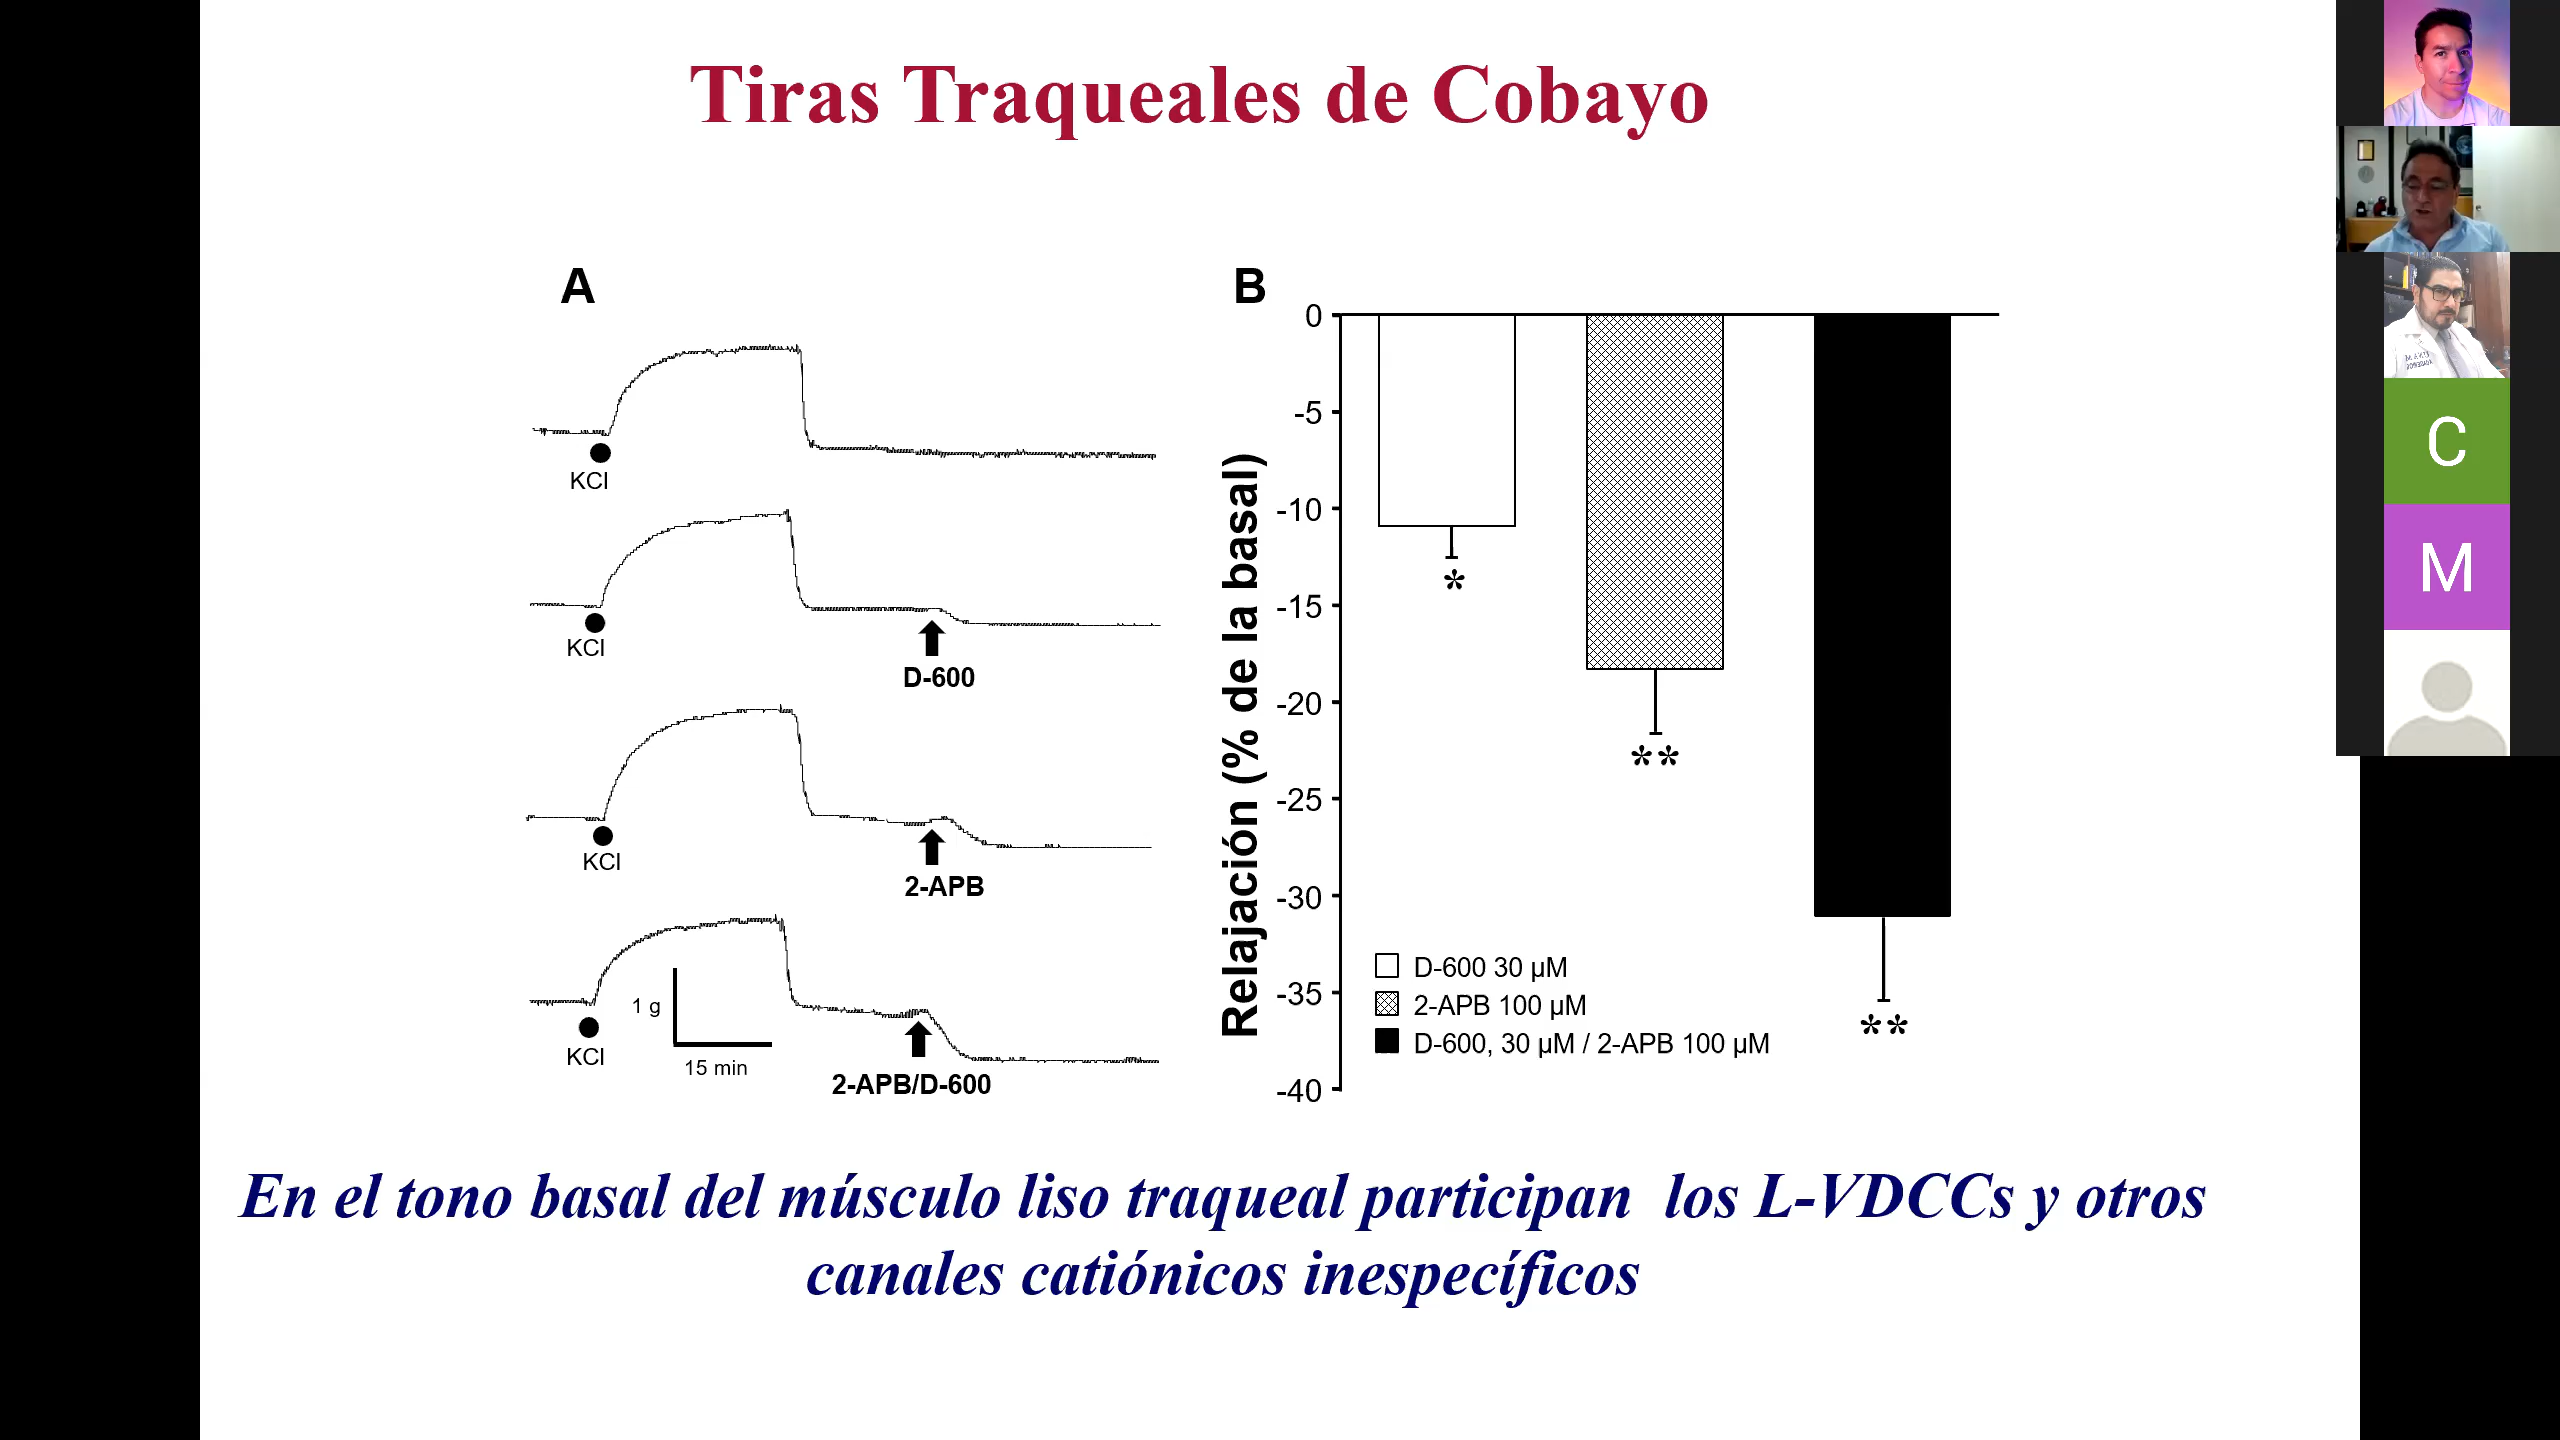 Tiras Traqueales de Cobayo
A
KCl
KCl
D-600
KCl
2-APB
1 g
15 min
KCl
2-APB/D-600
B
Relajación (% de la basal)
0
-5
-10
-15
-20
-25
-30
-35
-40
*
**
**
D-600 30 µM
2-APB 100 µM
D-600, 30 µM / 2-APB 100 µM
En el tono basal del músculo liso traqueal participan los L-VDCCs y otros
canales catiónicos inespecíficos
C
M